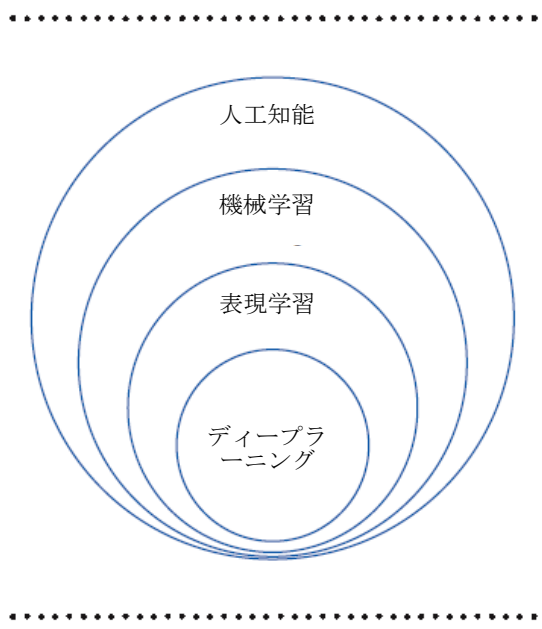 人工知能
機械学習
表現学習
ディープラ
ーニング